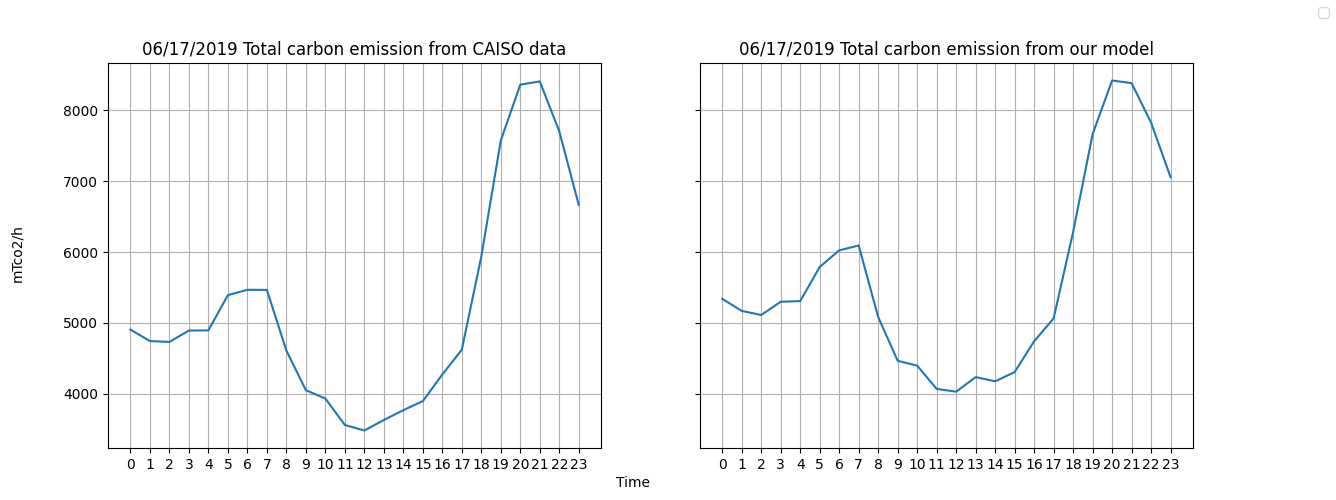 06/17/2019 Total carbon emission from CAISO data
06/17/2019 Total carbon emission from our model
mTco2/h
8000
7000
6000
5000
4000
0 1 2 3 4 5 6 7 8 9 10 11 12 13 14 15 16 17 18 19 20 21 22 23
0 1 2 3 4 5 6 7 8 9 10 11 12 13 14 15 16 17 18 19 20 21 22 23
Time